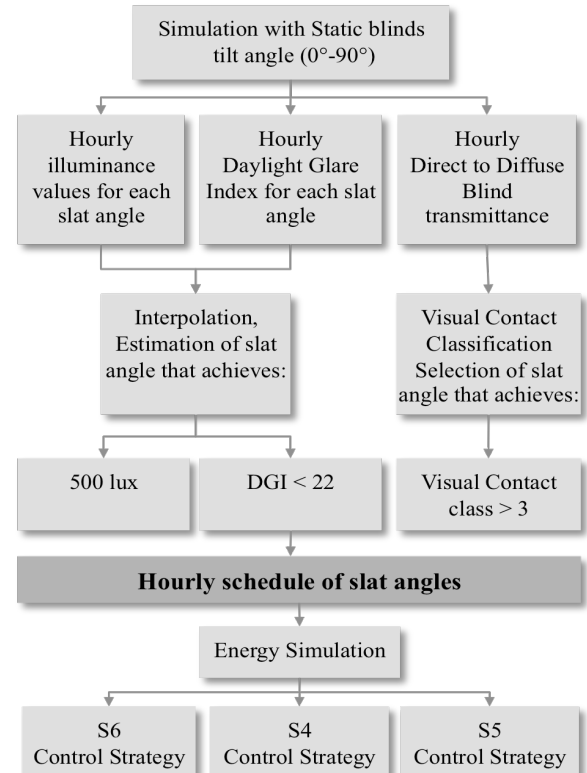 Simulation with Static blinds
tilt angle (0°-90°)
Hourly
illuminance
values for each
slat angle
Hourly
Daylight Glare
Index for each slat
angle
Hourly
Direct to Diffuse
Blind
transmittance
Interpolation,
Estimation of slat
angle that achieves:
Visual Contact
Classification
Selection of slat
angle that achieves:
500 lux
DGI < 22
Visual Contact
class > 3
Hourly schedule of slat angles
Energy Simulation
S6
Control Strategy
S4
Control Strategy
S5
Control Strategy